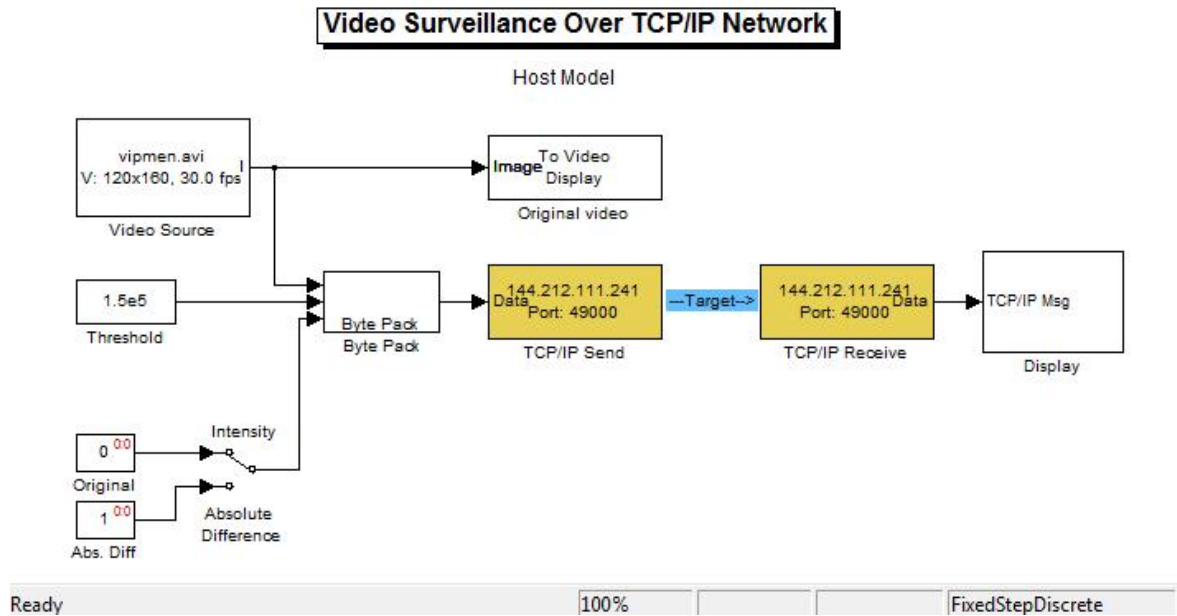 Video Surveillance Over TCP/IP Network
Host Model
vipmen.avi
V: 120x160, 30.0 fps
I
Video Source
Image
To Video
Display
Original video
1.5e5
Threshold
Byte Pack
Byte Pack
144.212.111.241
Data
Port: 49000
TCP/IP Send
---Target-->
144.212.111.241
Data
Port: 49000
TCP/IP Receive
TCP/IP Msg
Display
Intensity
0 0:0
Original
1 0:0
Abs. Diff
Absolute
Difference
Ready 100% FixedStepDiscrete